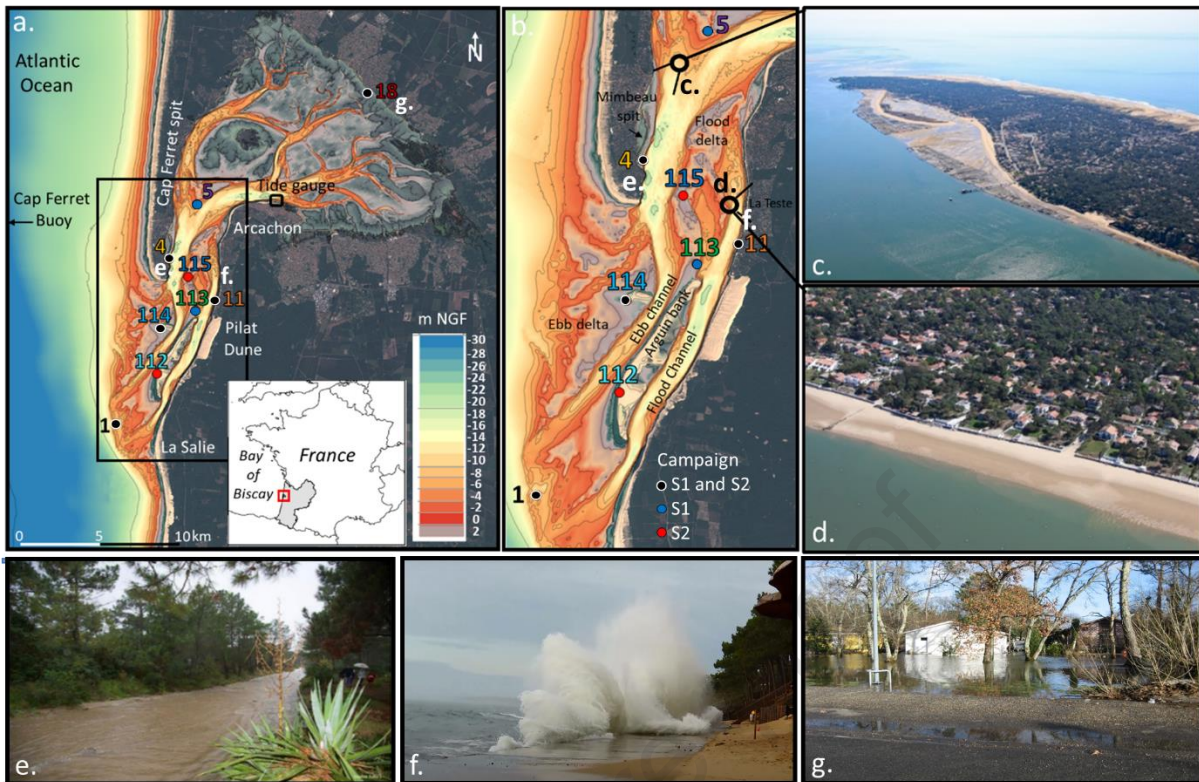 a.
Atlantic
Ocean
N
18
g.
Cap Ferret spit
5
Tide gauge
Cap Ferret
Buoy
Arcachon
4
e.
115
f.
113
11
114
Pilat
Dune
112
1
La Salie
m NGF
-30
-28
-26
-24
-22
-20
-18
-16
-14
-12
-10
-8
-6
-4
-2
0
2
Bay
of
Biscay
France
0 5 10 km
b.
5
c.
Mimbeau
spit
Flood
delta
4
e.
115
d.
La Teste
f.
11
113
114
Ebb delta
Ebb channel
Arguin bank
Flood Channel
112
1
Campaign
S1 and S2
S1
S2
c.
d.
of
e.
f.
g.